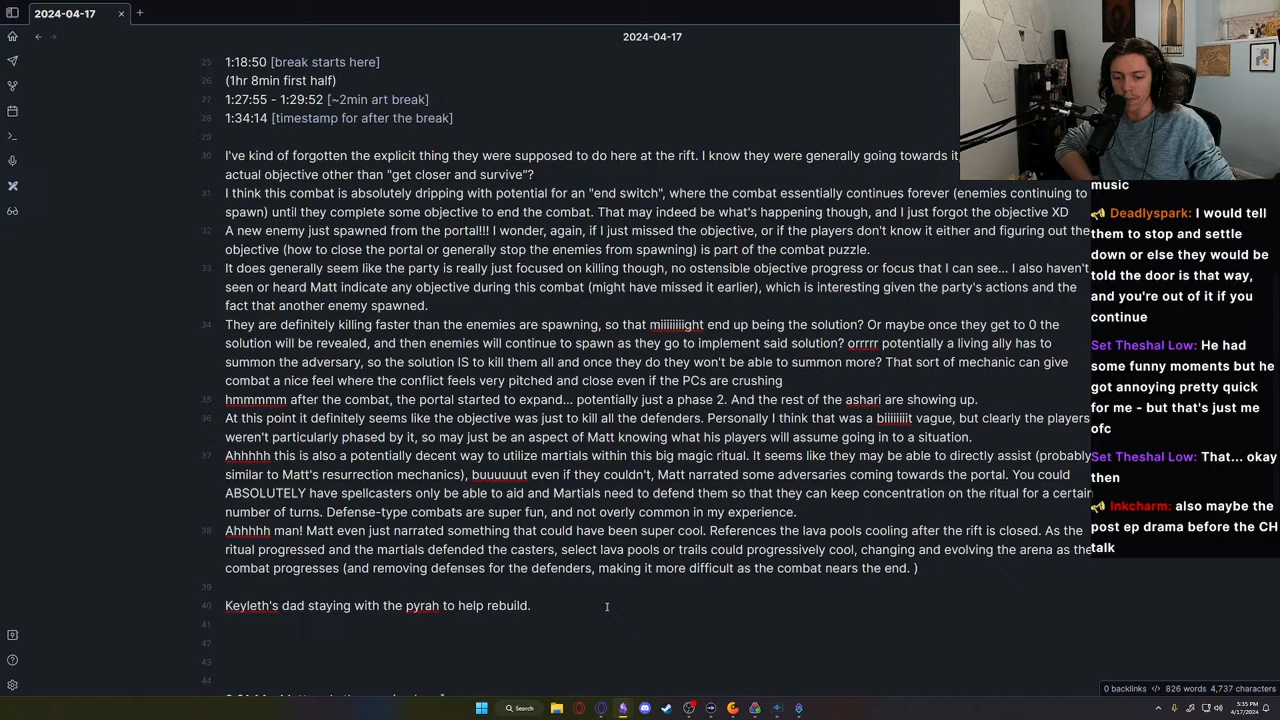 2024-04-17
2024-04-17
25 1:18:50 [break starts here]
26 (1hr 8min first half)
27 1:27:55 - 1:29:52 [~2min art break]
28 1:34:14 [timestamp for after the break]
29
30 I've kind of forgotten the explicit thing they were supposed to do here at the rift. I know they were generally going towards it,
actual objective other than "get closer and survive"?
31 I think this combat is absolutely dripping with potential for an "end switch", where the combat essentially continues forever (enemies continuing to
spawn) until they complete some objective to end the combat. That may indeed be what's happening though, and I just forgot the objective XD
32 A new enemy just spawned from the portal!!! I wonder, again, if I just missed the objective, or if the players don't know it either and figuring out the
objective (how to close the portal or generally stop the enemies from spawning) is part of the combat puzzle.
33 It does generally seem like the party is really just focused on killing though, no ostensible objective progress or focus that I can see... I also haven't
seen or heard Matt indicate any objective during this combat (might have missed it earlier), which is interesting given the party's actions and the
fact that another enemy spawned.
34 They are definitely killing faster than the enemies are spawning, so that miiiiiiiight end up being the solution? Or maybe once they get to 0 the
solution will be revealed, and then enemies will continue to spawn as they go to implement said solution? orrrrr potentially a living ally has to
summon the adversary, so the solution IS to kill them all and once they do they won't be able to summon more? That sort of mechanic can give
combat a nice feel where the conflict feels very pitched and close even if the PCs are crushing
35 hmmmmm after the combat, the portal started to expand... potentially just a phase 2. And the rest of the ashari are showing up.
36 At this point it definitely seems like the objective was just to kill all the defenders. Personally I think that was a biiiiiiiit vague, but clearly the players
weren't particularly phased by it, so may just be an aspect of Matt knowing what his players will assume going in to a situation.
37 Ahhhhh this is also a potentially decent way to utilize martials within this big magic ritual. It seems like they may be able to directly assist (probably
similar to Matt's resurrection mechanics), buuuuuut even if they couldn't, Matt narrated some adversaries coming towards the portal. You could
ABSOLUTELY have spellcasters only be able to aid and Martials need to defend them so that they can keep concentration on the ritual for a certain
number of turns. Defense-type combats are super fun, and not overly common in my experience.
38 Ahhhhh man! Matt even just narrated something that could have been super cool. References the lava pools cooling after the rift is closed. As the
ritual progressed and the martials defended the casters, select lava pools or trails could progressively cool, changing and evolving the arena as the
combat progresses (and removing defenses for the defenders, making it more difficult as the combat nears the end. )
39
40 Keyleth's dad staying with the pyrah to help rebuild.
41
42
43
44
music
Deadlyspark: I would tell
them to stop and settle
down or else they would be
told the door is that way,
and you're out of it if you
continue
Set Theshal Low: He had
some funny moments but he
got annoying pretty quick
for me - but that's just me
ofc
Set Theshal Low: That... okay
then
Inkcharm: also maybe the
post ep drama before the CH
talk
0 backlinks 826 words 4,737 characters
Search
5:35 PM
4/17/2024